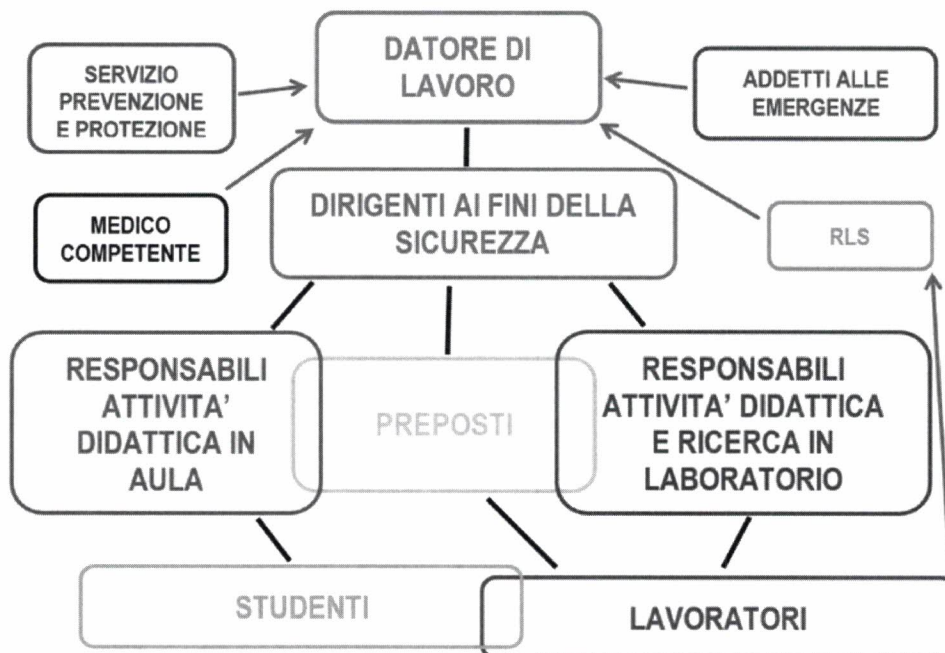 DATORE DI
LAVORO
SERVIZIO
PREVENZIONE
E PROTEZIONE
ADDETTI ALLE
EMERGENZE
MEDICO
COMPETENTE
DIRIGENTI AI FINI DELLA
SICUREZZA
RLS
RESPONSABILI
ATTIVITA’
DIDATTICA IN
AULA
PREPOSTI
RESPONSABILI
ATTIVITA’ DIDATTICA
E RICERCA IN
LABORATORIO
STUDENTI
LAVORATORI